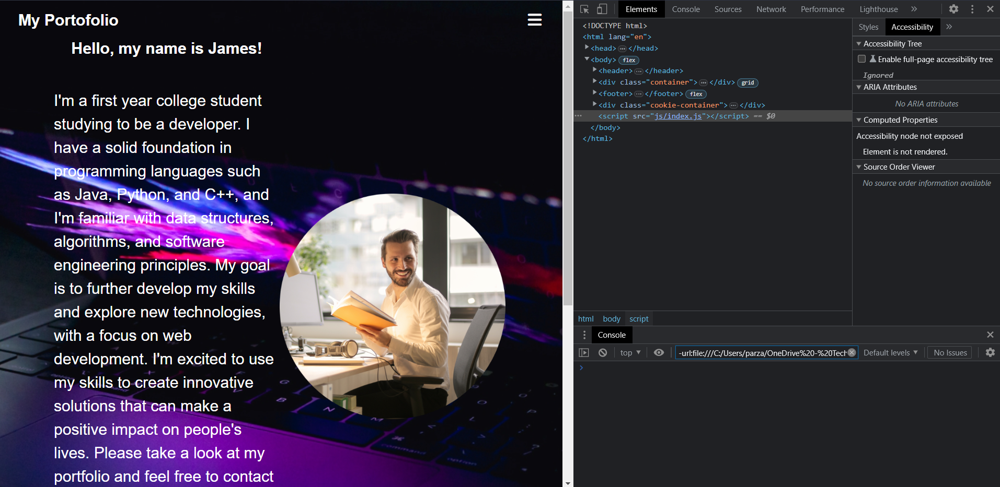 My Portofolio
Hello, my name is James!
I'm a first year college student
studying to be a developer. I
have a solid foundation in
programming languages such
as Java, Python, and C++, and
I'm familiar with data structures,
algorithms, and software
engineering principles. My goal
is to further develop my skills
and explore new technologies,
with a focus on web
development. I'm excited to use
my skills to create innovative
solutions that can make a
positive impact on people's
lives. Please take a look at my
portfolio and feel free to contact
Elements Console Sources Network Performance Lighthouse
<!DOCTYPE html>
<html lang="en">
<head> ··· </head>
<body> flex
<header> ··· </header>
<div class="container"> ··· </div> grid
<footer> ··· </footer> flex
<div class="cookie-container"> ··· </div>
··· <script src="js/index.js"></script> == $0
</body>
</html>
html body script
Styles Accessibility
Accessibility Tree
Enable full-page accessibility tree
Ignored
ARIA Attributes
No ARIA attributes
Computed Properties
Accessibility node not exposed
Element is not rendered.
Source Order Viewer
No source order information available
Console
top -url:file:///C:/Users/parza/OneDrive%20-%20Tech Default levels No Issues